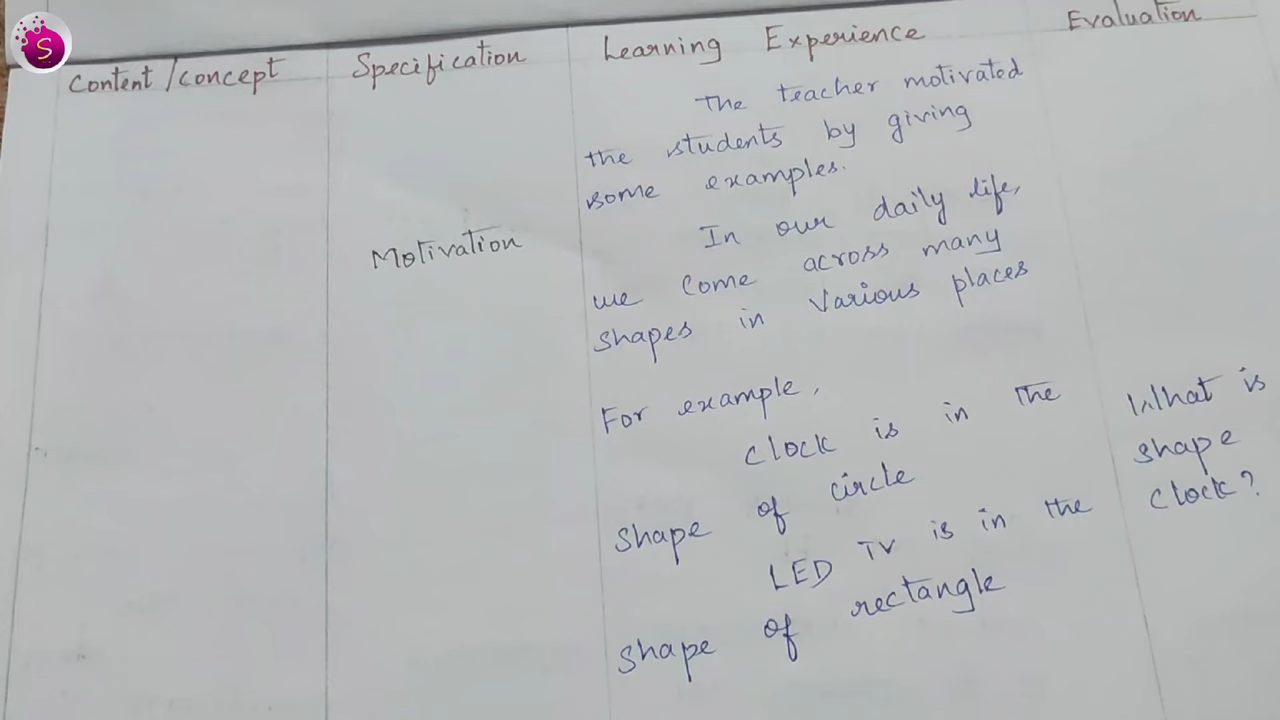 S
Content/concept Specification Learning Experience Evaluation
The teacher motivated
the students by giving
some examples.
Motivation
In our daily life,
we come across many
shapes in various places
For example,
clock is in the
shape of circle
LED TV is in the
shape of rectangle
What is
shape
clock?